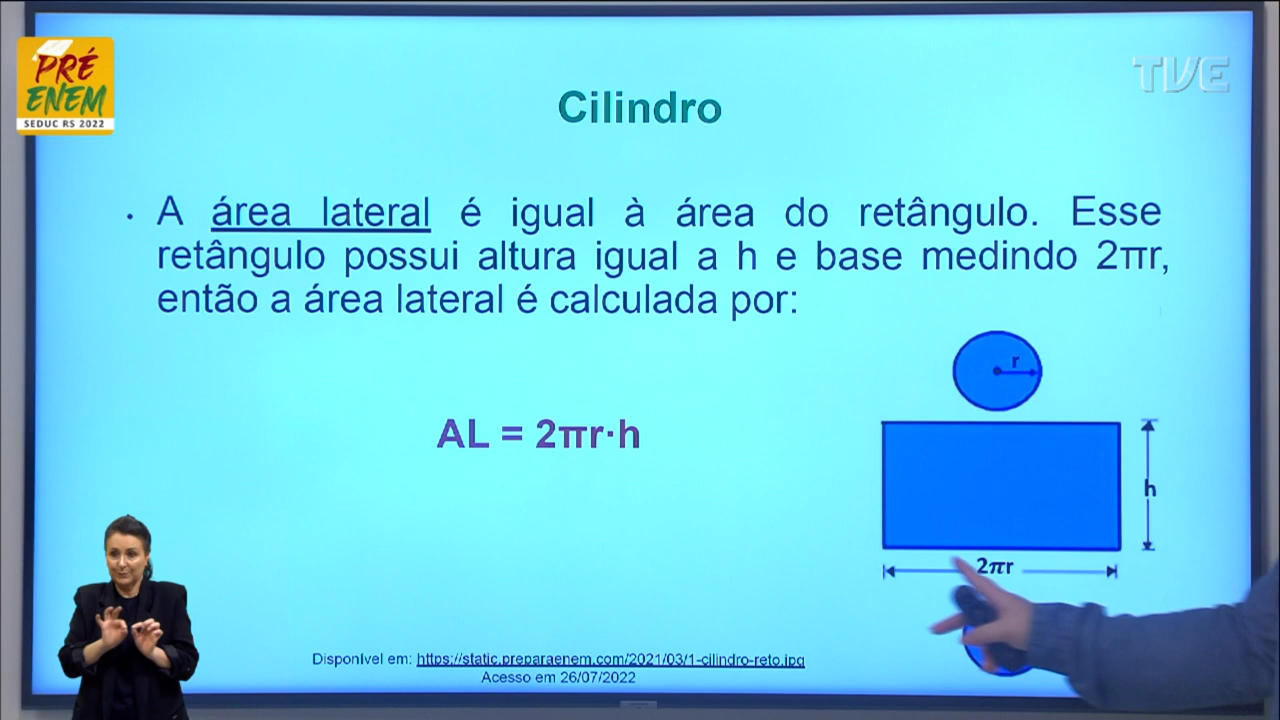 PRÉ
ENEM
SEDUC RS 2022
TVE
Cilindro
· A área lateral é igual à área do retângulo. Esse
retângulo possui altura igual a h e base medindo 2πr,
então a área lateral é calculada por:
r
AL = 2πr·h
h
2πr
Disponível em: https://static.preparaenem.com/2021/03/1-cilindro-reto.jpg
Acesso em 26/07/2022